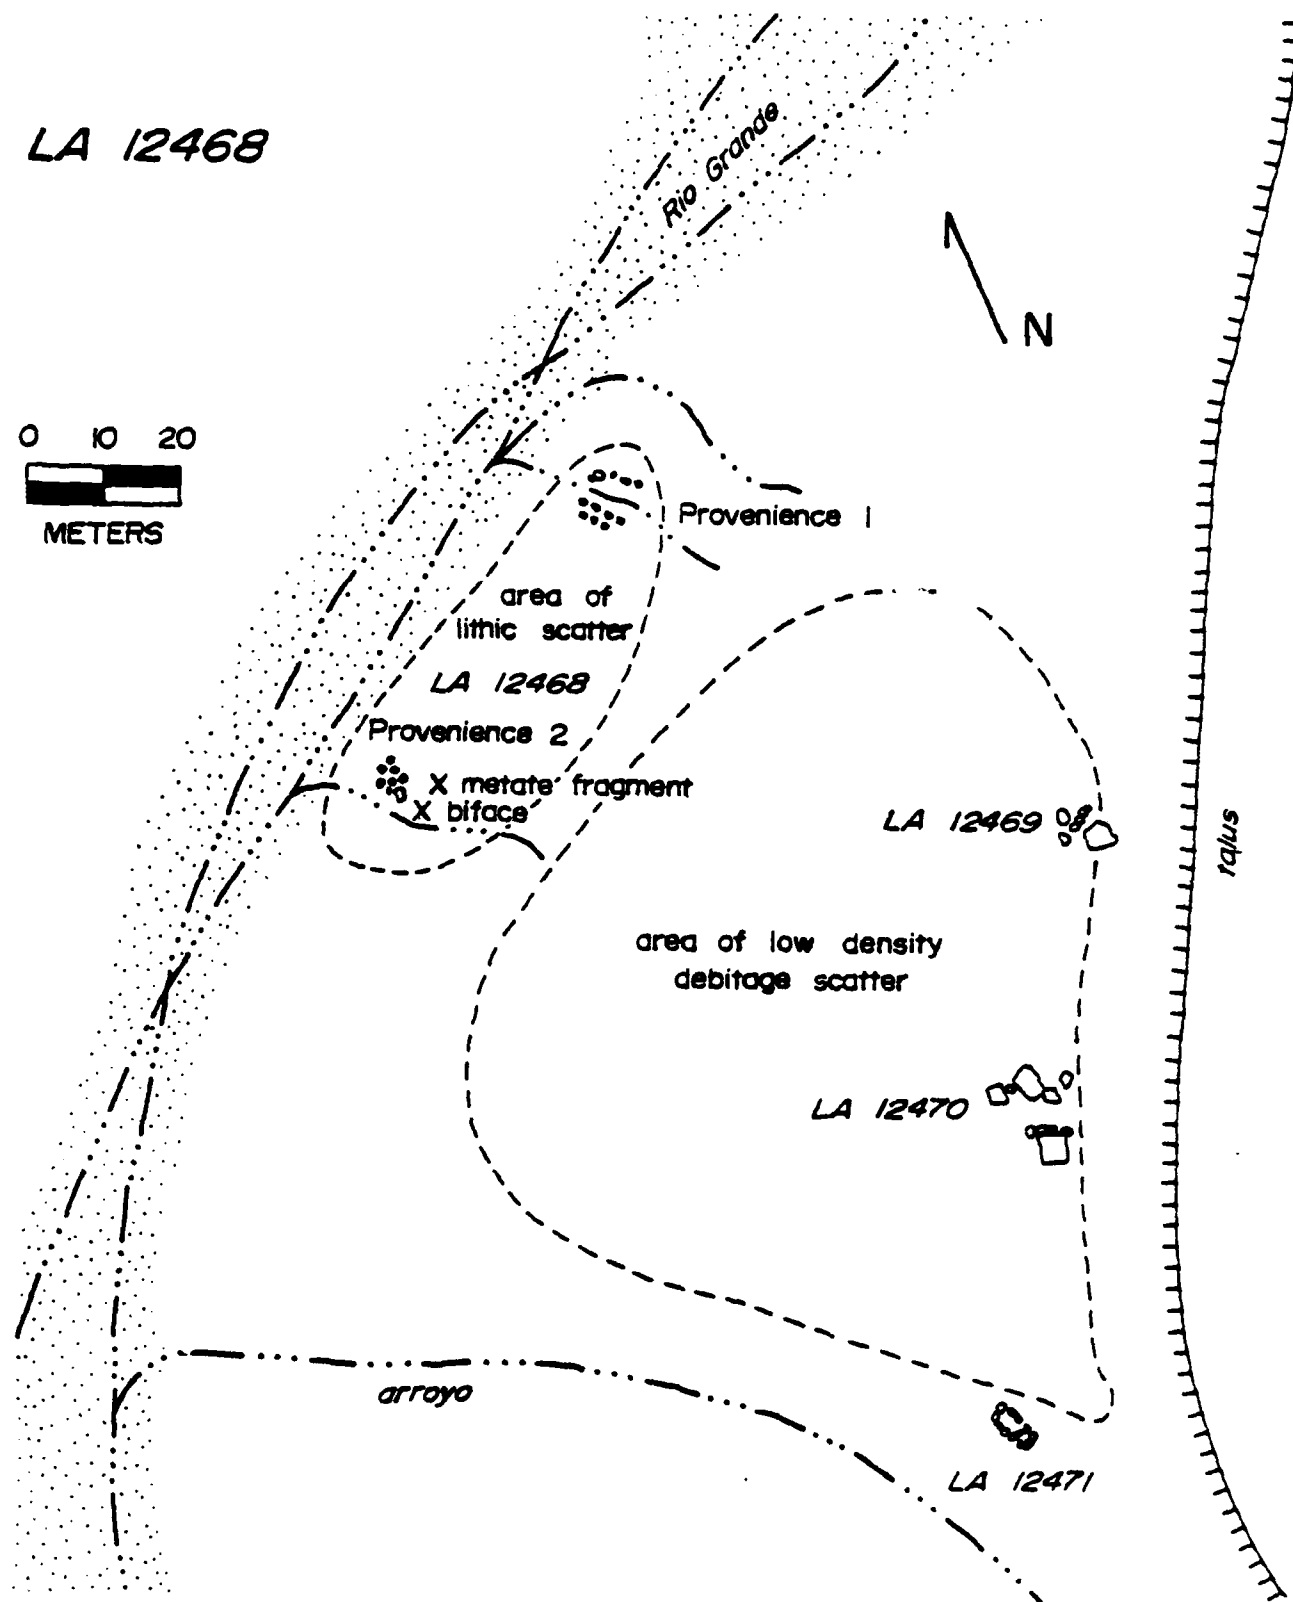 LA 12468
Rio Grande
N
0 10 20
METERS
Provenience 1
area of
lithic scatter
LA 12468
Provenience 2
X metate fragment
X biface
LA 12469
talus
area of low density
debitage scatter
LA 12470
arroyo
LA 12471